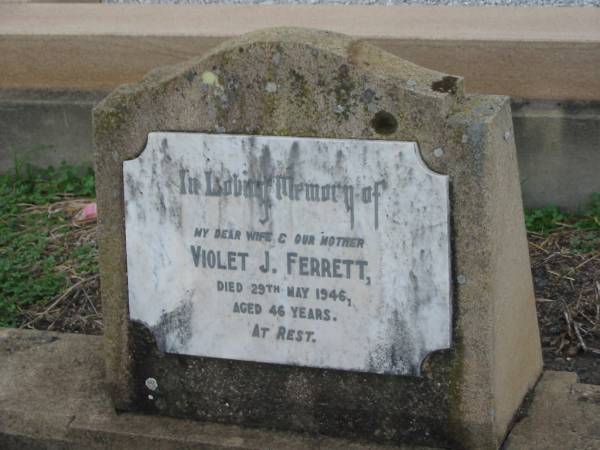 In Loving Memory of
MY DEAR WIFE & OUR MOTHER
VIOLET J. FERRETT,
DIED 29TH MAY 1946,
AGED 46 YEARS.
AT REST.